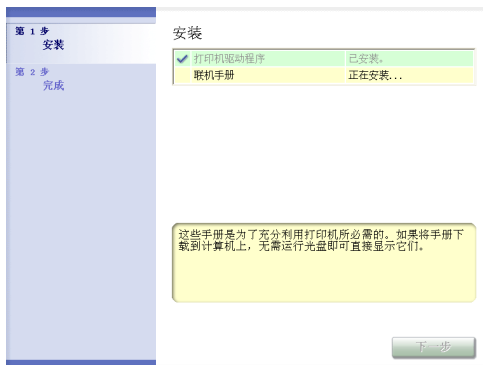 第 1 步
安装
第 2 步
完成
安装
打印机驱动程序 已安装。
联机手册 正在安装...
这些手册是为了充分利用打印机所必需的。如果将手册下
载到计算机上，无需运行光盘即可直接显示它们。
下一步